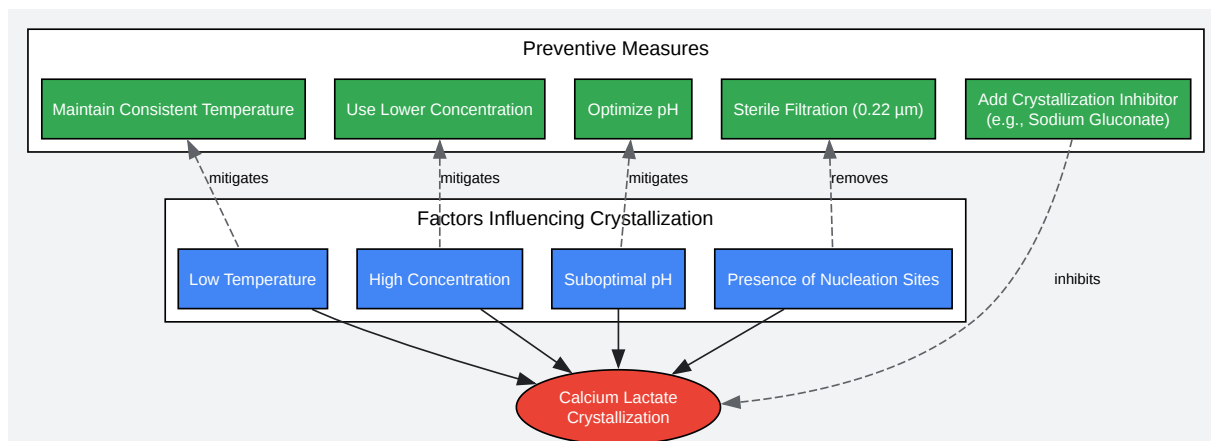 Preventive Measures
Maintain Consistent Temperature
Use Lower Concentration
Optimize pH
Sterile Filtration (0.22 µm)
Add Crystallization Inhibitor
(e.g., Sodium Gluconate)
mitigates
mitigates
mitigates
removes
Factors Influencing Crystallization
Low Temperature
High Concentration
Suboptimal pH
Presence of Nucleation Sites
inhibits
Calcium Lactate
Crystallization